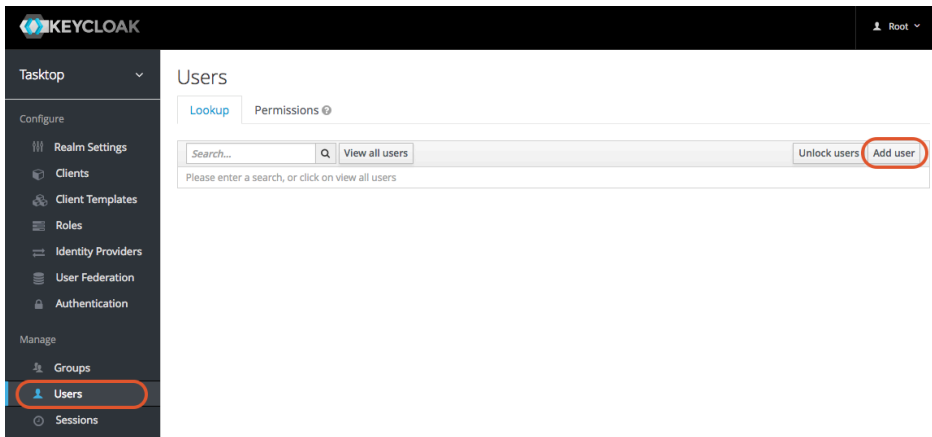 KEYCLOAK
Root
Tasktop
Configure
Realm Settings
Clients
Client Templates
Roles
Identity Providers
User Federation
Authentication
Manage
Groups
Users
Sessions
Users
Lookup Permissions
Search... View all users Unlock users Add user
Please enter a search, or click on view all users